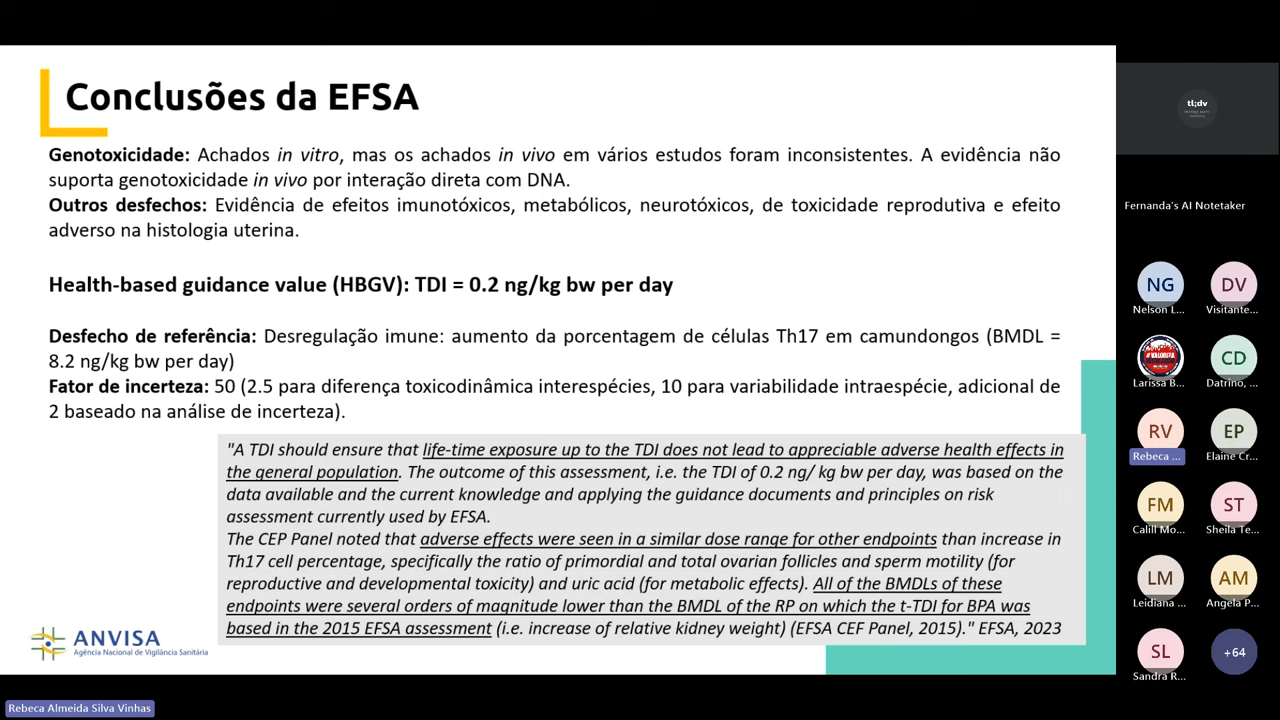 Conclusões da EFSA
Genotoxicidade: Achados in vitro, mas os achados in vivo em vários estudos foram inconsistentes. A evidência não
suporta genotoxicidade in vivo por interação direta com DNA.
Outros desfechos: Evidência de efeitos imunotóxicos, metabólicos, neurotóxicos, de toxicidade reprodutiva e efeito
adverso na histologia uterina.
Health-based guidance value (HBGV): TDI = 0.2 ng/kg bw per day
Desfecho de referência: Desregulação imune: aumento da porcentagem de células Th17 em camundongos (BMDL =
8.2 ng/kg bw per day)
Fator de incerteza: 50 (2.5 para diferença toxicodinâmica interespécies, 10 para variabilidade intraespécie, adicional de
2 baseado na análise de incerteza).
"A TDI should ensure that life-time exposure up to the TDI does not lead to appreciable adverse health effects in
the general population. The outcome of this assessment, i.e. the TDI of 0.2 ng/ kg bw per day, was based on the
data available and the current knowledge and applying the guidance documents and principles on risk
assessment currently used by EFSA.
The CEP Panel noted that adverse effects were seen in a similar dose range for other endpoints than increase in
Th17 cell percentage, specifically the ratio of primordial and total ovarian follicles and sperm motility (for
reproductive and developmental toxicity) and uric acid (for metabolic effects). All of the BMDLs of these
endpoints were several orders of magnitude lower than the BMDL of the RP on which the t-TDI for BPA was
based in the 2015 EFSA assessment (i.e. increase of relative kidney weight) (EFSA CEF Panel, 2015)." EFSA, 2023
ANVISA
Agência Nacional de Vigilância Sanitária
tl;dv
Fernanda's AI Notetaker
NG
DV
Nelson L...
Visitante...
CD
Larissa B...
Datrino, ...
RV
EP
Rebeca ...
Elaine Cr...
FM
ST
Calill Mo...
Sheila Te...
LM
AM
Leidiana ...
Angela P...
SL
+64
Sandra R...
Rebeca Almeida Silva Vinhas